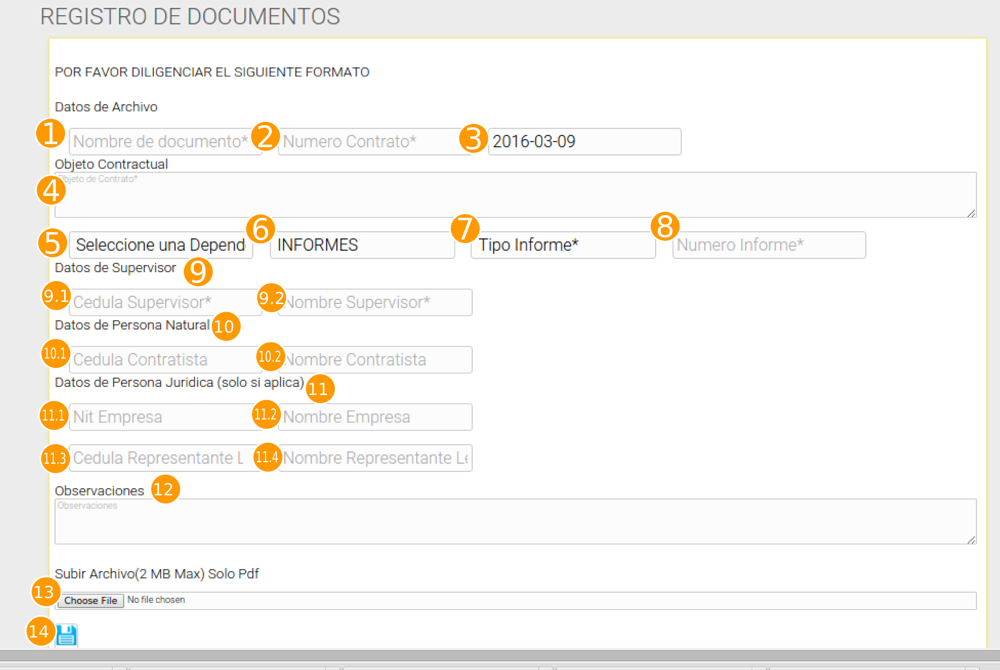 REGISTRO DE DOCUMENTOS
POR FAVOR DILIGENCIAR EL SIGUIENTE FORMATO
Datos de Archivo
1 Nombre de documento* 2 Numero Contrato* 3 2016-03-09
Objeto Contractual
4 Objeto de Contrato*
5 Seleccione una Depend 6 INFORMES 7 Tipo Informe* 8 Numero Informe*
Datos de Supervisor 9
9.1 Cedula Supervisor* 9.2 Nombre Supervisor*
Datos de Persona Natural 10
10.1 Cedula Contratista 10.2 Nombre Contratista
Datos de Persona Juridica (solo si aplica) 11
11.1 Nit Empresa 11.2 Nombre Empresa
11.3 Cedula Representante L 11.4 Nombre Representante Le
Observaciones 12
Observaciones
Subir Archivo(2 MB Max) Solo Pdf
13 Choose File No file chosen
14